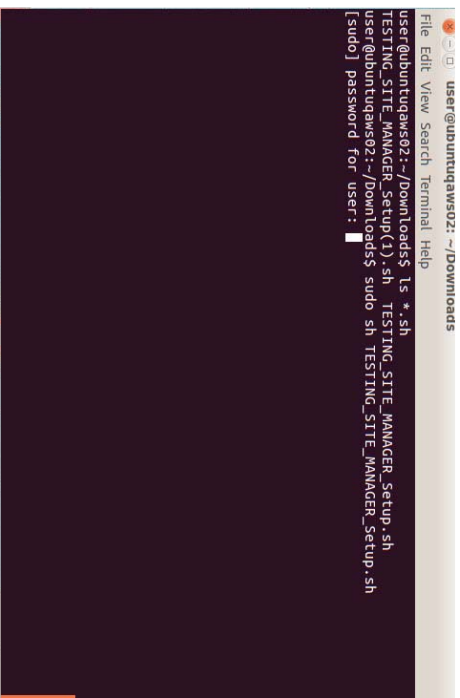 user@ubuntuqaws02: ~/Downloads
File Edit View Search Terminal Help
user@ubuntuqaws02:~/Downloads$ ls *.sh
TESTING_SITE_MANAGER_Setup(1).sh TESTING_SITE_MANAGER_Setup.sh
user@ubuntuqaws02:~/Downloads$ sudo sh TESTING_SITE_MANAGER_Setup.sh
[sudo] password for user: